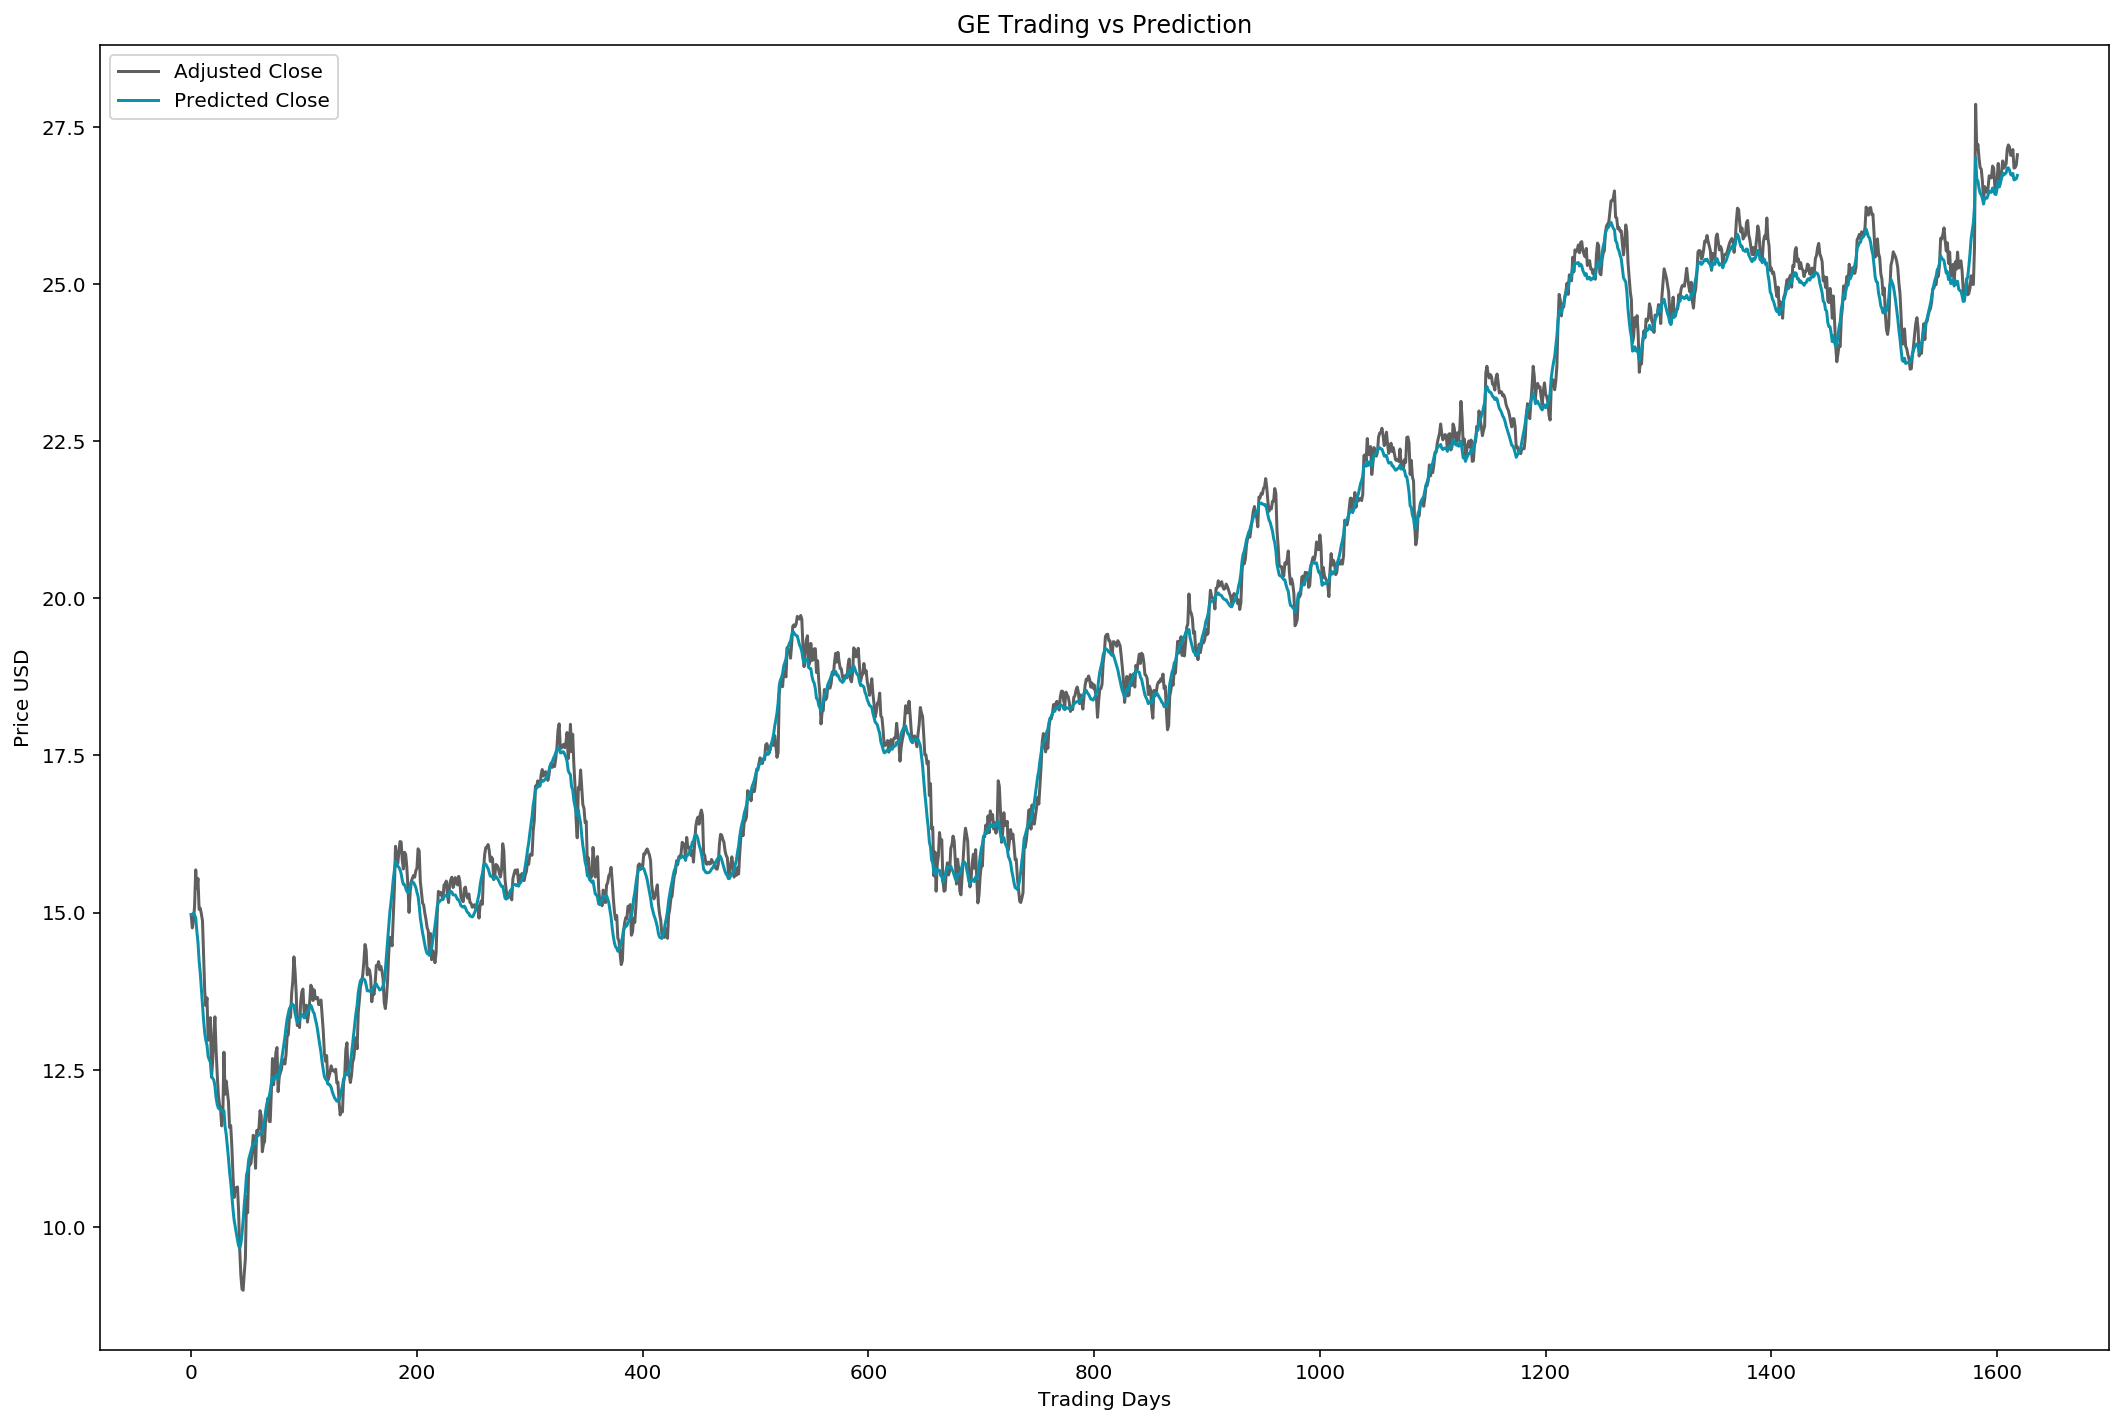 GE Trading vs Prediction
Adjusted Close
Predicted Close
27.5
25.0
22.5
20.0
17.5
15.0
12.5
10.0
Price USD
0 200 400 600 800 1000 1200 1400 1600
Trading Days